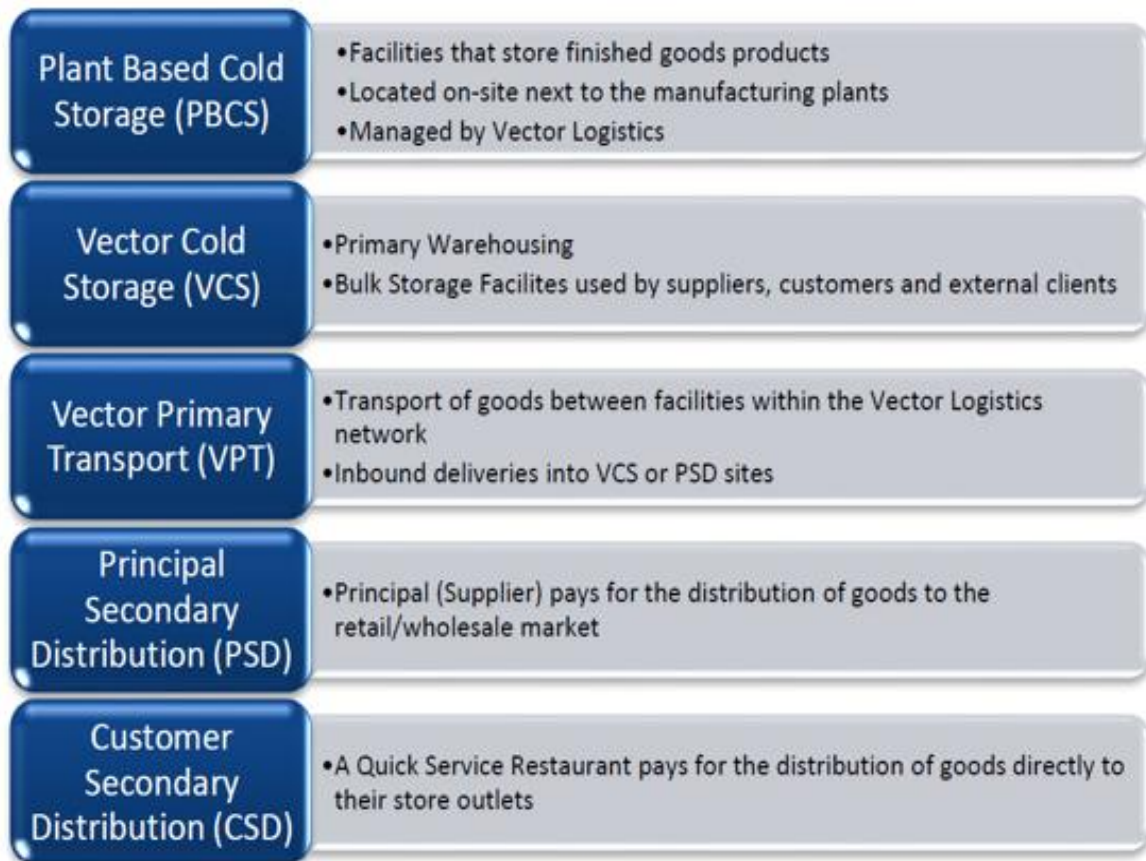 Plant Based Cold
Storage (PBCS)
•Facilities that store finished goods products
•Located on-site next to the manufacturing plants
•Managed by Vector Logistics
Vector Cold
Storage (VCS)
•Primary Warehousing
•Bulk Storage Facilites used by suppliers, customers and external clients
Vector Primary
Transport (VPT)
•Transport of goods between facilities within the Vector Logistics
network
•Inbound deliveries into VCS or PSD sites
Principal
Secondary
Distribution (PSD)
•Principal (Supplier) pays for the distribution of goods to the
retail/wholesale market
Customer
Secondary
Distribution (CSD)
•A Quick Service Restaurant pays for the distribution of goods directly to
their store outlets